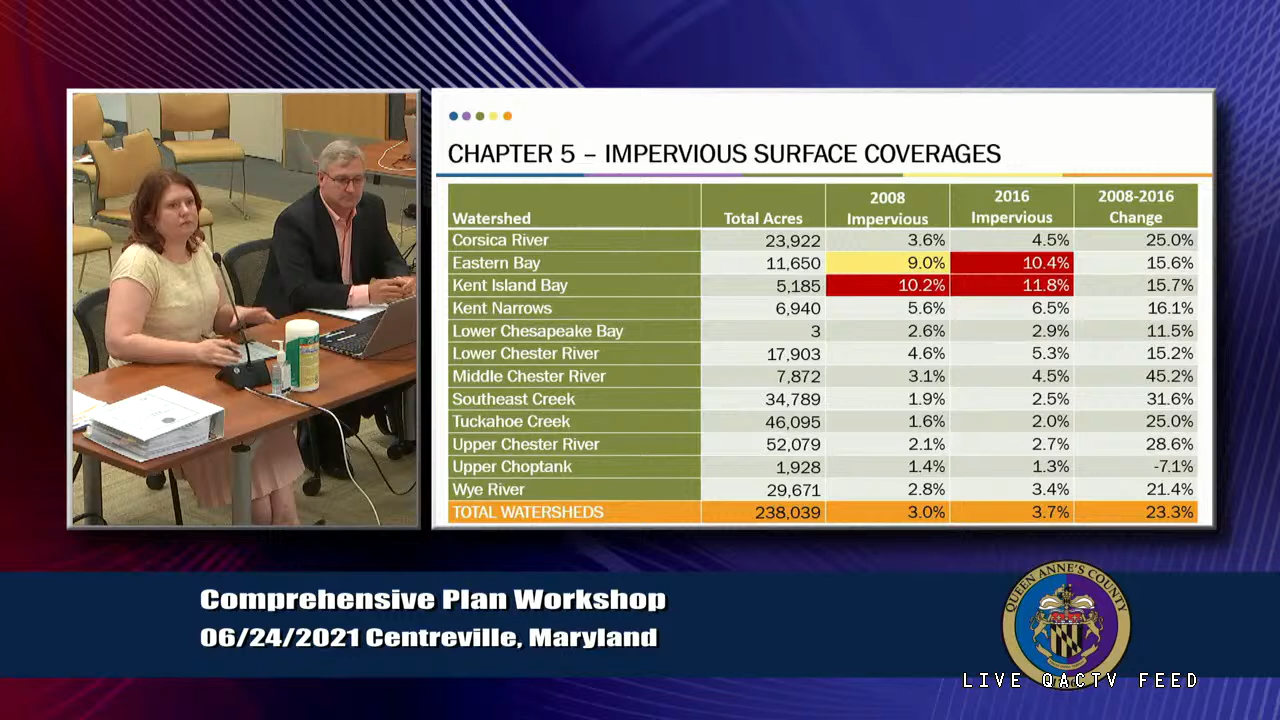 CHAPTER 5 – IMPERVIOUS SURFACE COVERAGES
Watershed Total Acres 2008 Impervious 2016 Impervious 2008-2016 Change
Corsica River 23,922 3.6% 4.5% 25.0%
Eastern Bay 11,650 9.0% 10.4% 15.6%
Kent Island Bay 5,185 10.2% 11.8% 15.7%
Kent Narrows 6,940 5.6% 6.5% 16.1%
Lower Chesapeake Bay 3 2.6% 2.9% 11.5%
Lower Chester River 17,903 4.6% 5.3% 15.2%
Middle Chester River 7,872 3.1% 4.5% 45.2%
Southeast Creek 34,789 1.9% 2.5% 31.6%
Tuckahoe Creek 46,095 1.6% 2.0% 25.0%
Upper Chester River 52,079 2.1% 2.7% 28.6%
Upper Choptank 1,928 1.4% 1.3% -7.1%
Wye River 29,671 2.8% 3.4% 21.4%
TOTAL WATERSHEDS 238,039 3.0% 3.7% 23.3%
Comprehensive Plan Workshop
06/24/2021 Centreville, Maryland
QUEEN ANNE'S COUNTY
LIVE QACTV FEED